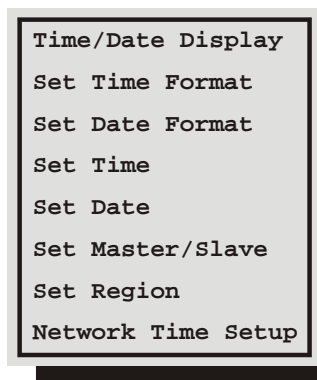 Time/Date Display
Set Time Format
Set Date Format
Set Time
Set Date
Set Master/Slave
Set Region
Network Time Setup